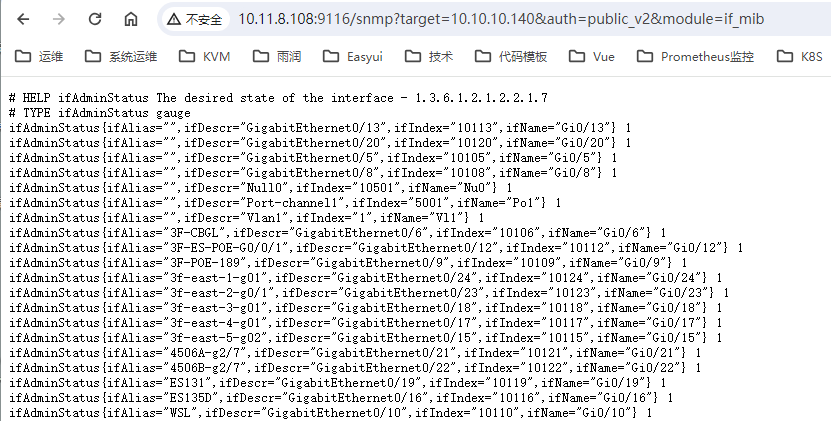 不安全 10.11.8.108:9116/snmp?target=10.10.10.140&auth=public_v2&module=if_mib
运维 系统运维 KVM 雨润 Easyui 技术 代码模板 Vue Prometheus监控 K8S
# HELP ifAdminStatus The desired state of the interface - 1.3.6.1.2.1.2.2.1.7
# TYPE ifAdminStatus gauge
ifAdminStatus{ifAlias="",ifDescr="GigabitEthernet0/13",ifIndex="10113",ifName="Gi0/13"} 1
ifAdminStatus{ifAlias="",ifDescr="GigabitEthernet0/20",ifIndex="10120",ifName="Gi0/20"} 1
ifAdminStatus{ifAlias="",ifDescr="GigabitEthernet0/5",ifIndex="10105",ifName="Gi0/5"} 1
ifAdminStatus{ifAlias="",ifDescr="GigabitEthernet0/8",ifIndex="10108",ifName="Gi0/8"} 1
ifAdminStatus{ifAlias="",ifDescr="Null0",ifIndex="10501",ifName="Nu0"} 1
ifAdminStatus{ifAlias="",ifDescr="Port-channel1",ifIndex="5001",ifName="Po1"} 1
ifAdminStatus{ifAlias="",ifDescr="Vlan1",ifIndex="1",ifName="Vl1"} 1
ifAdminStatus{ifAlias="3F-CBGL",ifDescr="GigabitEthernet0/6",ifIndex="10106",ifName="Gi0/6"} 1
ifAdminStatus{ifAlias="3F-ES-POE-G0/0/1",ifDescr="GigabitEthernet0/12",ifIndex="10112",ifName="Gi0/12"} 1
ifAdminStatus{ifAlias="3F-POE-189",ifDescr="GigabitEthernet0/9",ifIndex="10109",ifName="Gi0/9"} 1
ifAdminStatus{ifAlias="3f-east-1-g01",ifDescr="GigabitEthernet0/24",ifIndex="10124",ifName="Gi0/24"} 1
ifAdminStatus{ifAlias="3f-east-2-g0/1",ifDescr="GigabitEthernet0/23",ifIndex="10123",ifName="Gi0/23"} 1
ifAdminStatus{ifAlias="3f-east-3-g01",ifDescr="GigabitEthernet0/18",ifIndex="10118",ifName="Gi0/18"} 1
ifAdminStatus{ifAlias="3f-east-4-g01",ifDescr="GigabitEthernet0/17",ifIndex="10117",ifName="Gi0/17"} 1
ifAdminStatus{ifAlias="3f-east-5-g02",ifDescr="GigabitEthernet0/15",ifIndex="10115",ifName="Gi0/15"} 1
ifAdminStatus{ifAlias="4506A-g2/7",ifDescr="GigabitEthernet0/21",ifIndex="10121",ifName="Gi0/21"} 1
ifAdminStatus{ifAlias="4506B-g2/7",ifDescr="GigabitEthernet0/22",ifIndex="10122",ifName="Gi0/22"} 1
ifAdminStatus{ifAlias="ES131",ifDescr="GigabitEthernet0/19",ifIndex="10119",ifName="Gi0/19"} 1
ifAdminStatus{ifAlias="ES135D",ifDescr="GigabitEthernet0/16",ifIndex="10116",ifName="Gi0/16"} 1
ifAdminStatus{ifAlias="WSL",ifDescr="GigabitEthernet0/10",ifIndex="10110",ifName="Gi0/10"} 1